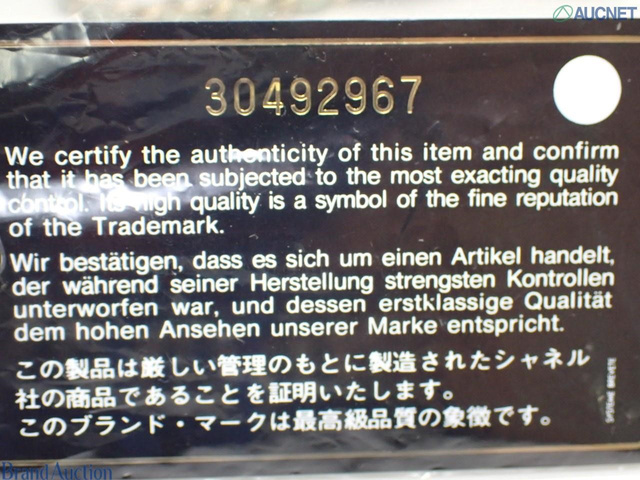 AUCNET
30492967
We certify the authenticity of this item and confirm
that it has been subjected to the most exacting quality
control. Its high quality is a symbol of the fine reputation
of the Trademark.
Wir bestätigen, dass es sich um einen Artikel handelt,
der während seiner Herstellung strengsten Kontrollen
unterworfen war, und dessen erstklassige Qualität
dem hohen Ansehen unserer Marke entspricht.
この製品は厳しい管理のもとに製造されたシャネル
社の商品であることを証明いたします。
このブランド・マークは最高級品質の象徴です。
SYSTEME BREVETE
Brand Auction